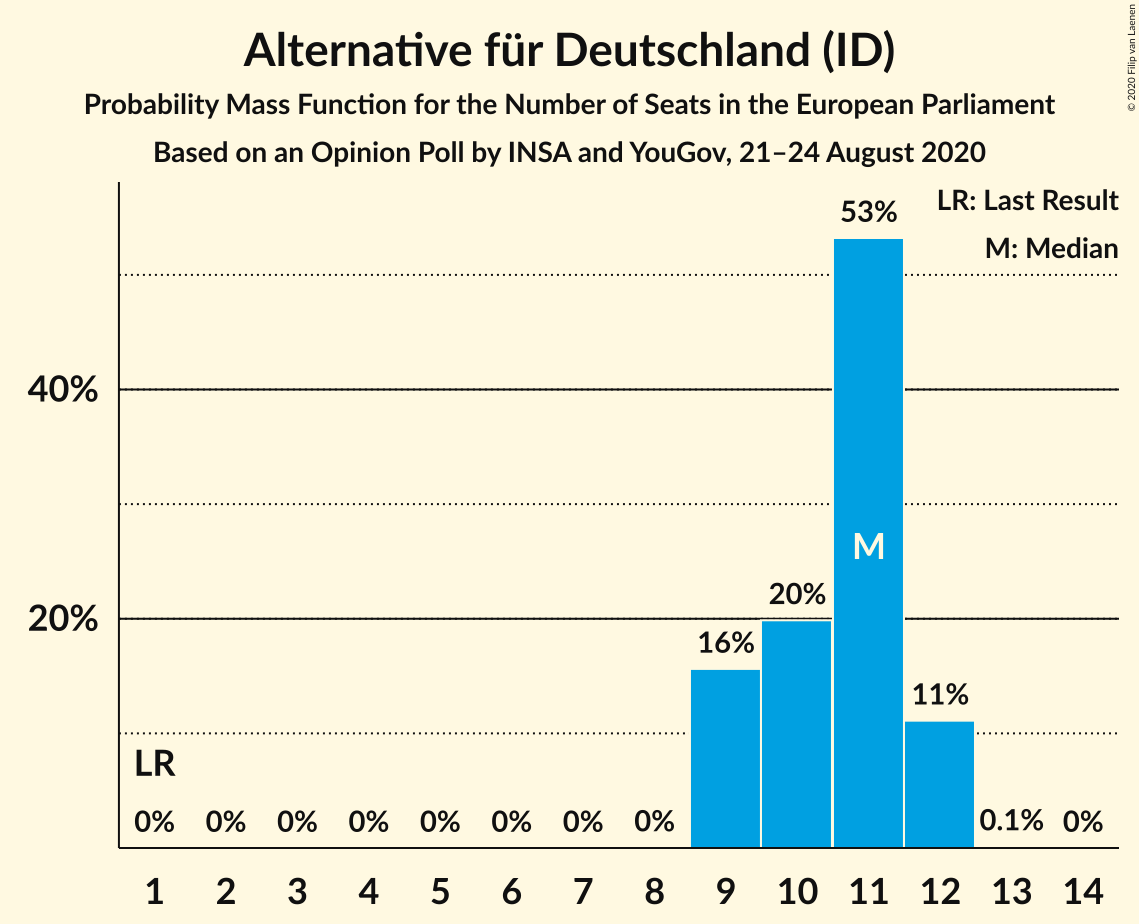 Alternative für Deutschland (ID)
Probability Mass Function for the Number of Seats in the European Parliament
Based on an Opinion Poll by INSA and YouGov, 21–24 August 2020
© 2020 Filip van Laenen
LR: Last Result
M: Median
53%
40%
M
20%
20%
16%
11%
LR
0% 0% 0% 0% 0% 0% 0% 0% 0.1% 0%
1 2 3 4 5 6 7 8 9 10 11 12 13 14